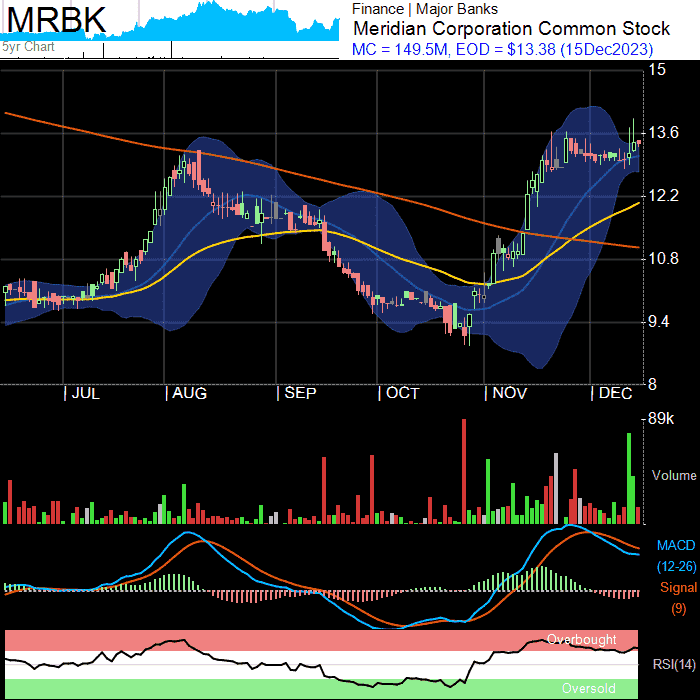 MRBK
5yr Chart
Finance | Major Banks
Meridian Corporation Common Stock
MC = 149.5M, EOD = $13.38 (15Dec2023)
15
13.6
12.2
10.8
9.4
8
| JUL | AUG | SEP | OCT | NOV | DEC
89k
Volume
MACD
(12-26)
Signal
(9)
Overbought
RSI(14)
Oversold